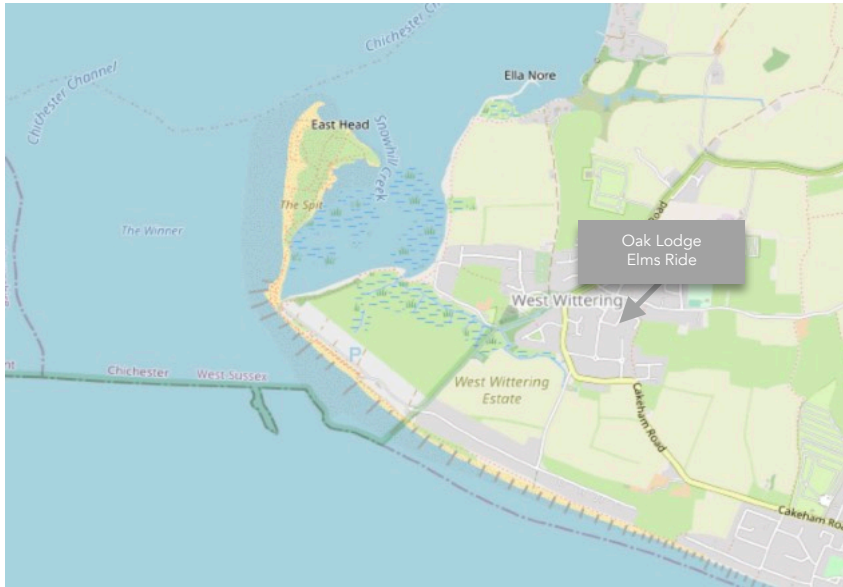 Chichester Ch
Chichester Channel
Ella Nore
East Head
Snowhill Creek
The Spit
The Winner
Road
Oak Lodge
Elms Ride
West Wittering
P
Chichester
West Sussex
West Wittering
Estate
Cakeham Road
Cakeham Road